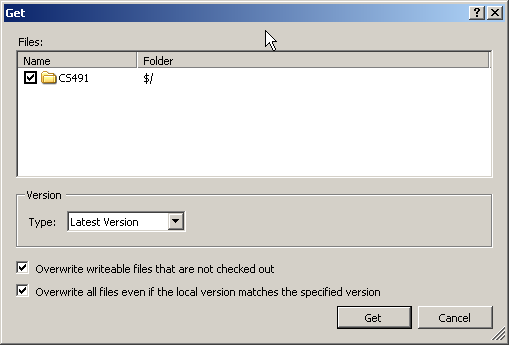 Get
Files:
Name Folder
CS491 $/
Version
Type: Latest Version
Overwrite writeable files that are not checked out
Overwrite all files even if the local version matches the specified version
Get Cancel